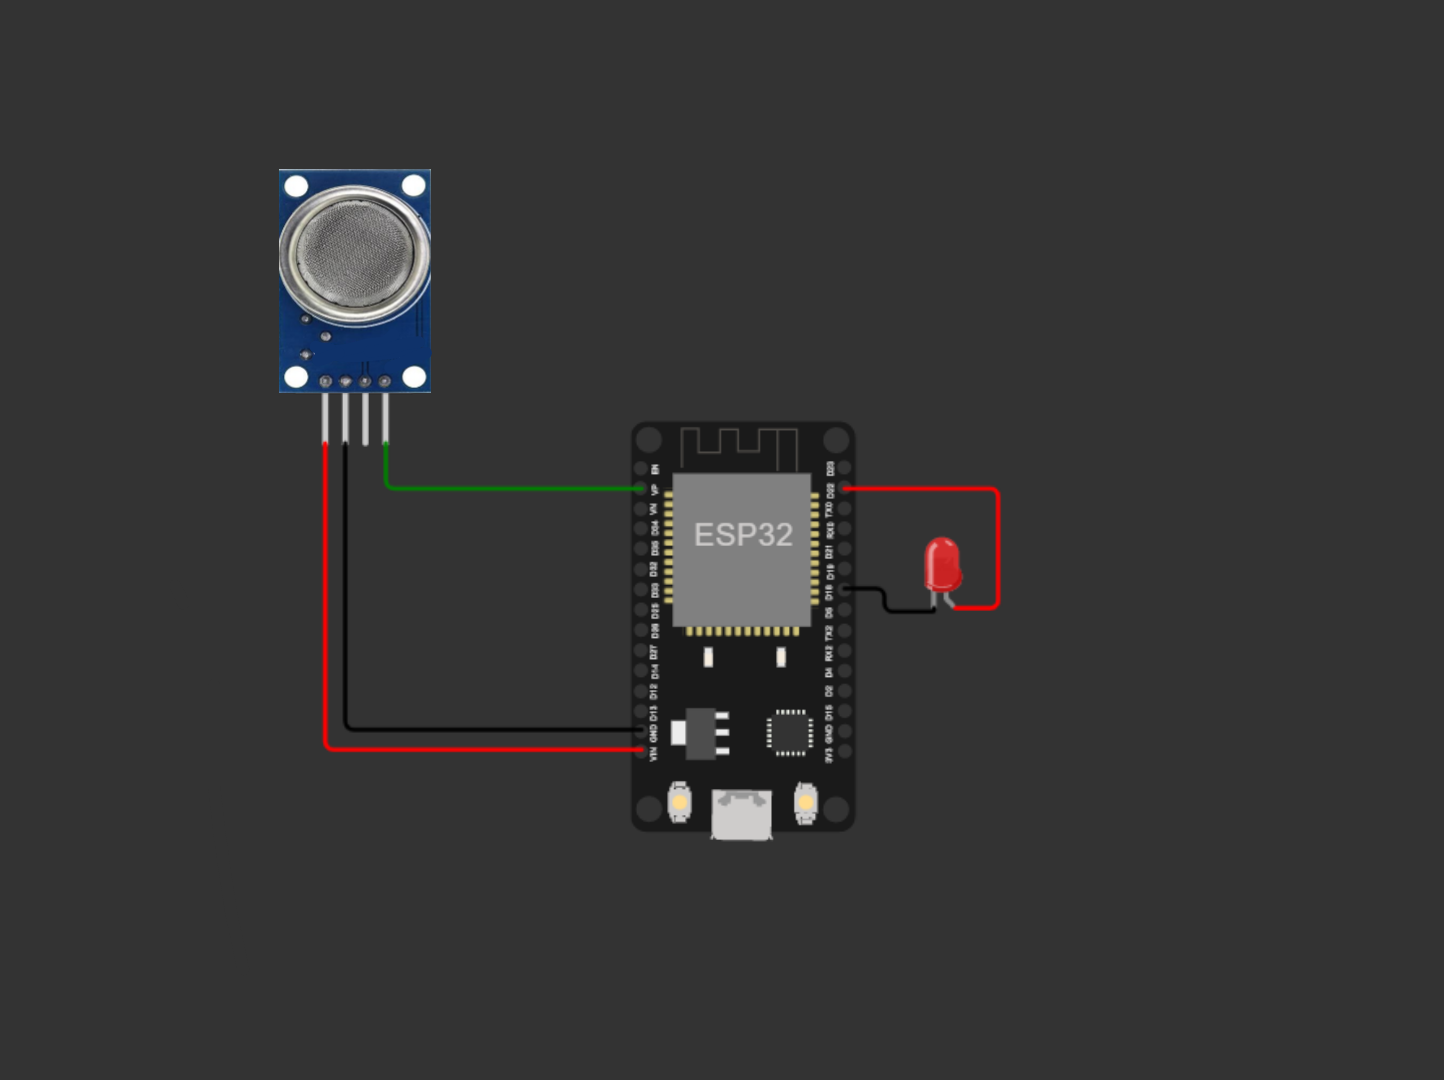 EN
VP
VN
D34
D35
D32
D33
D25
D26
D27
D14
D12
D13
GND
VIN
ESP32
D23
D22
TX0
RX0
D21
D19
D18
D5
TX2
RX2
D4
D2
D15
GND
3V3